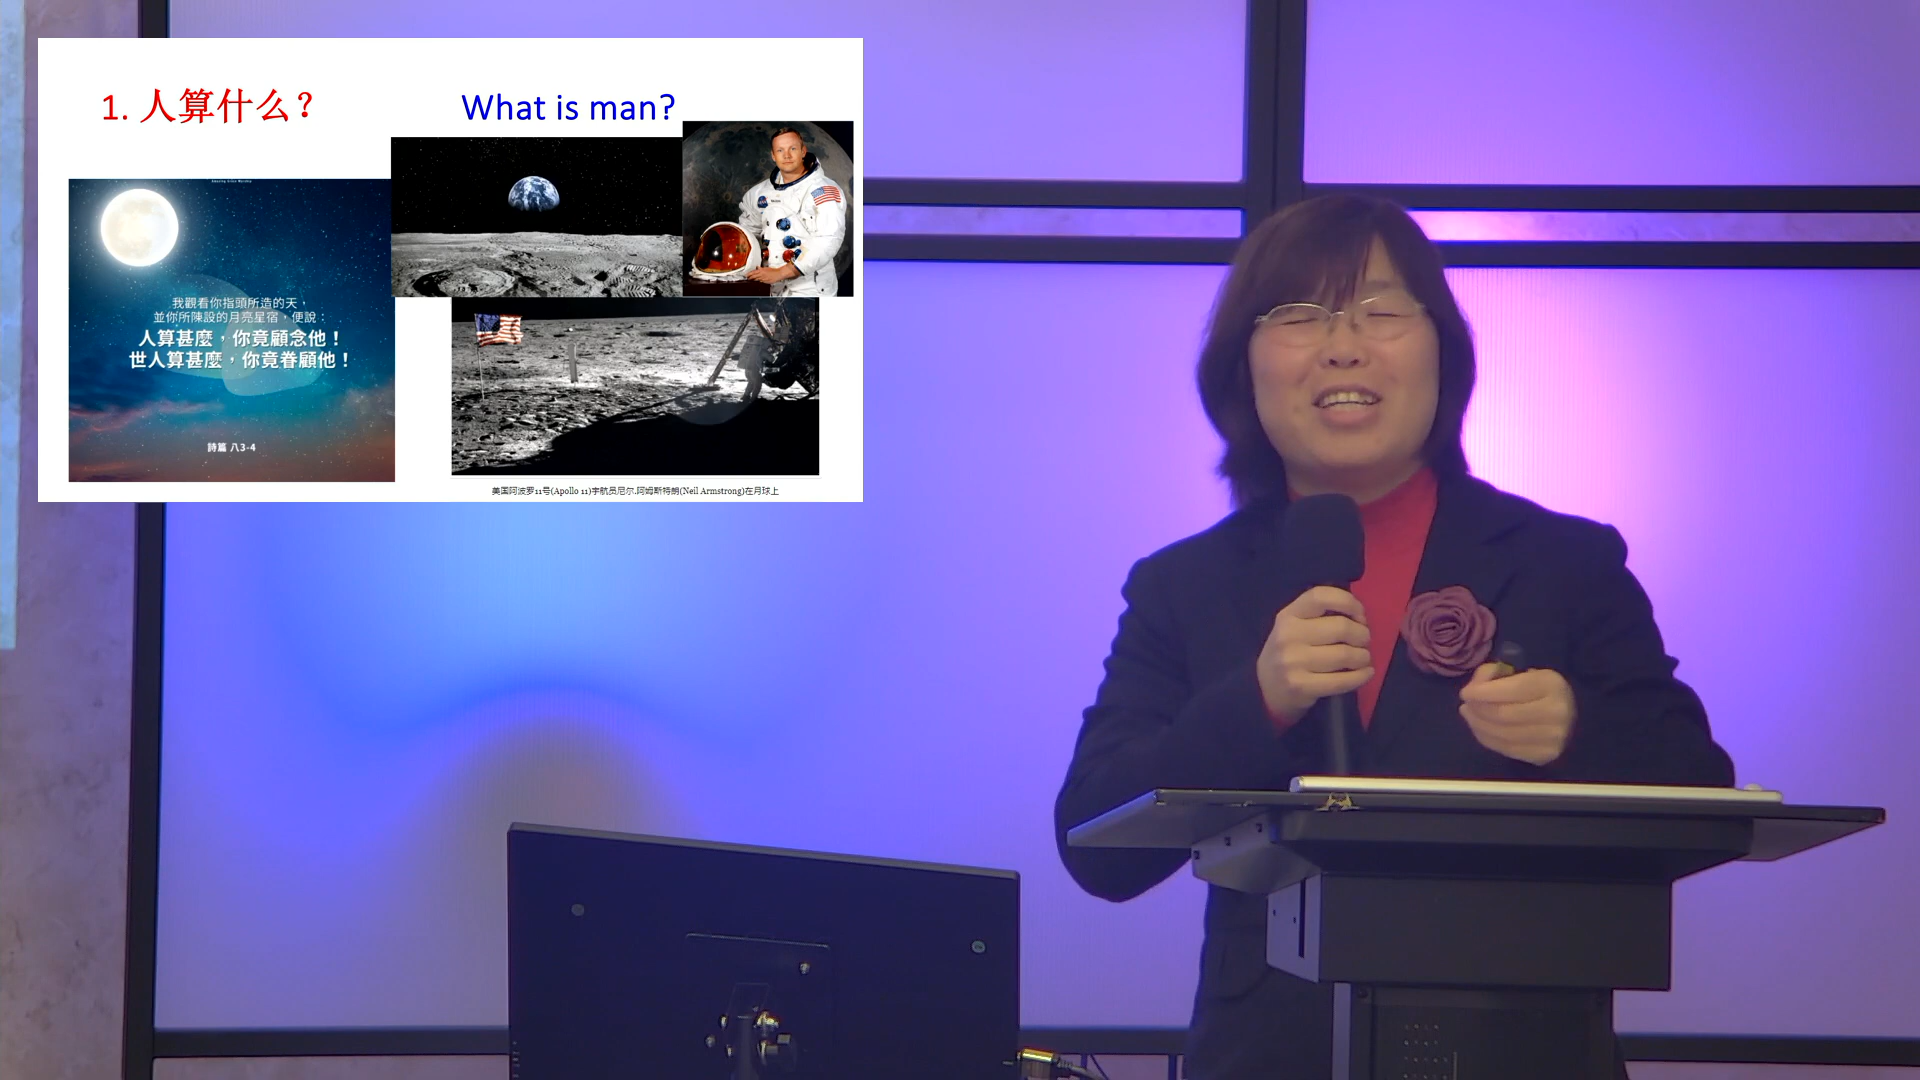 1. 人算什么？
What is man?
我觀看你指頭所造的天，
並你所陳設的月亮星宿，便說：
人算甚麼，你竟顧念他！
世人算甚麼，你竟眷顧他！
詩篇 八3-4
美国阿波罗11号(Apollo 11)宇航员尼尔.阿姆斯特朗(Neil Armstrong)在月球上